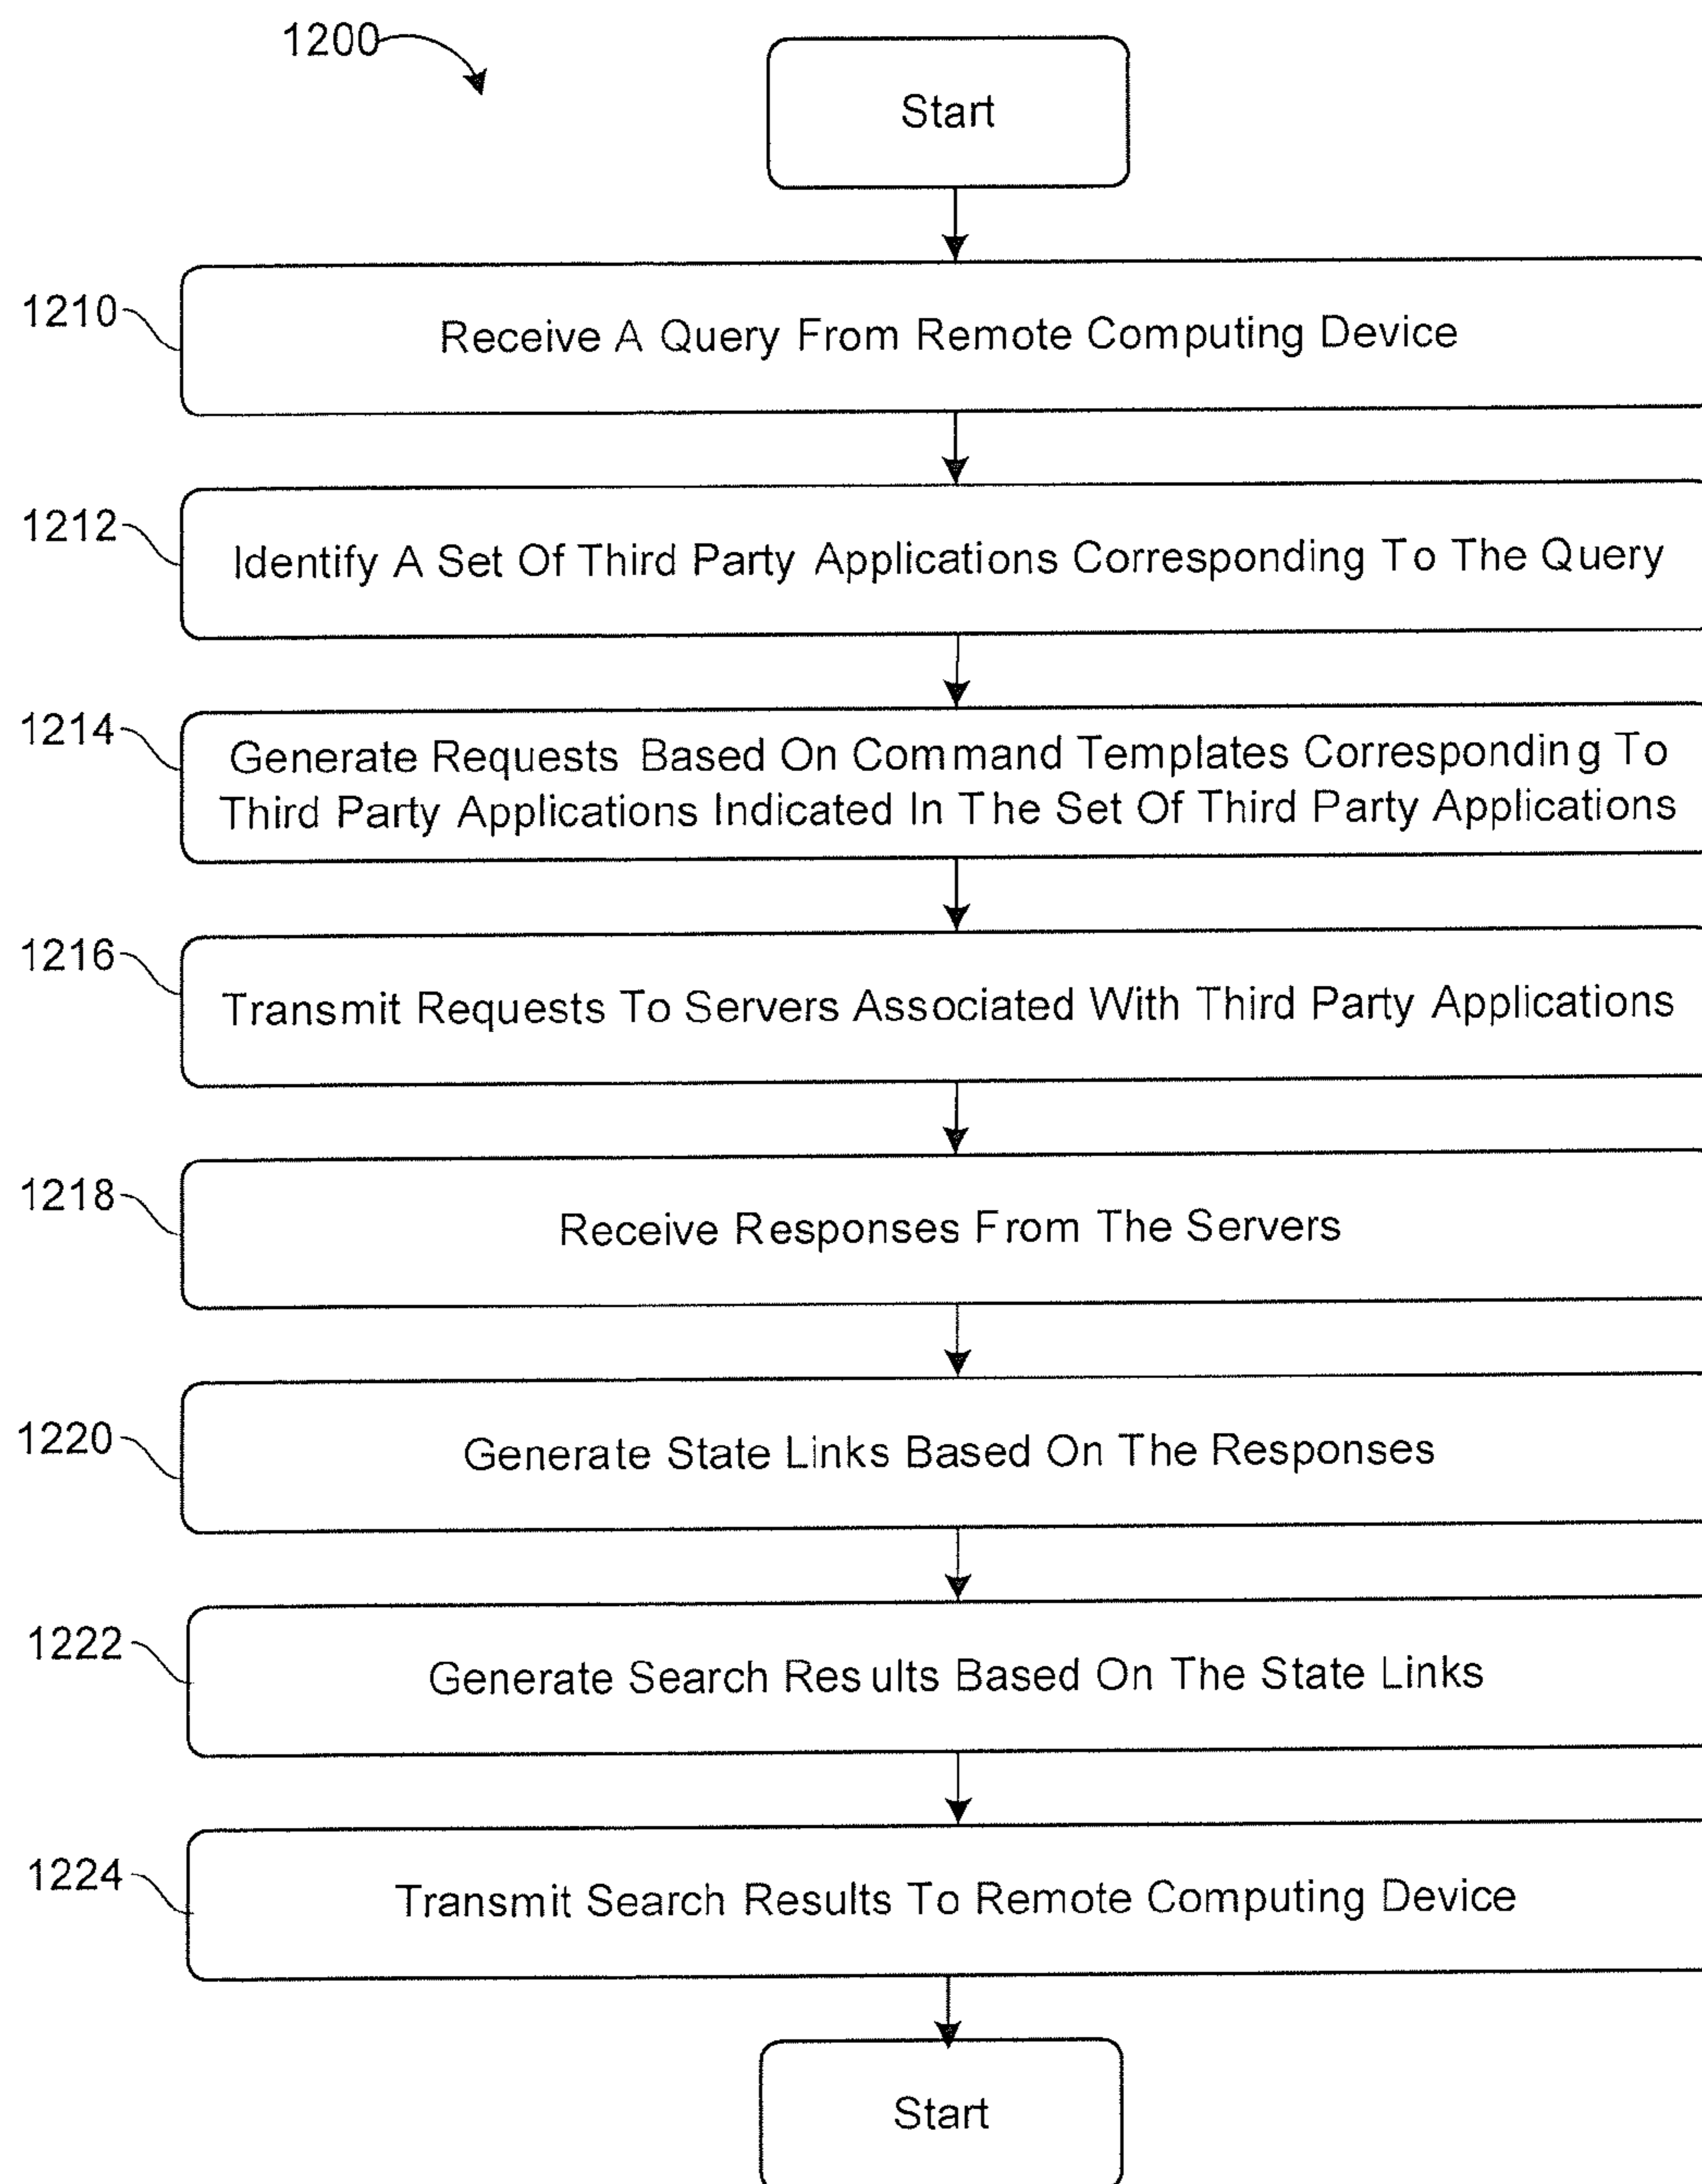 1200
Start
1210
Receive A Query From Remote Computing Device
1212
Identify A Set Of Third Party Applications Corresponding To The Query
1214
Generate Requests Based On Command Templates Corresponding To
Third Party Applications Indicated In The Set Of Third Party Applications
1216
Transmit Requests To Servers Associated With Third Party Applications
1218
Receive Responses From The Servers
1220
Generate State Links Based On The Responses
1222
Generate Search Results Based On The State Links
1224
Transmit Search Results To Remote Computing Device
Start